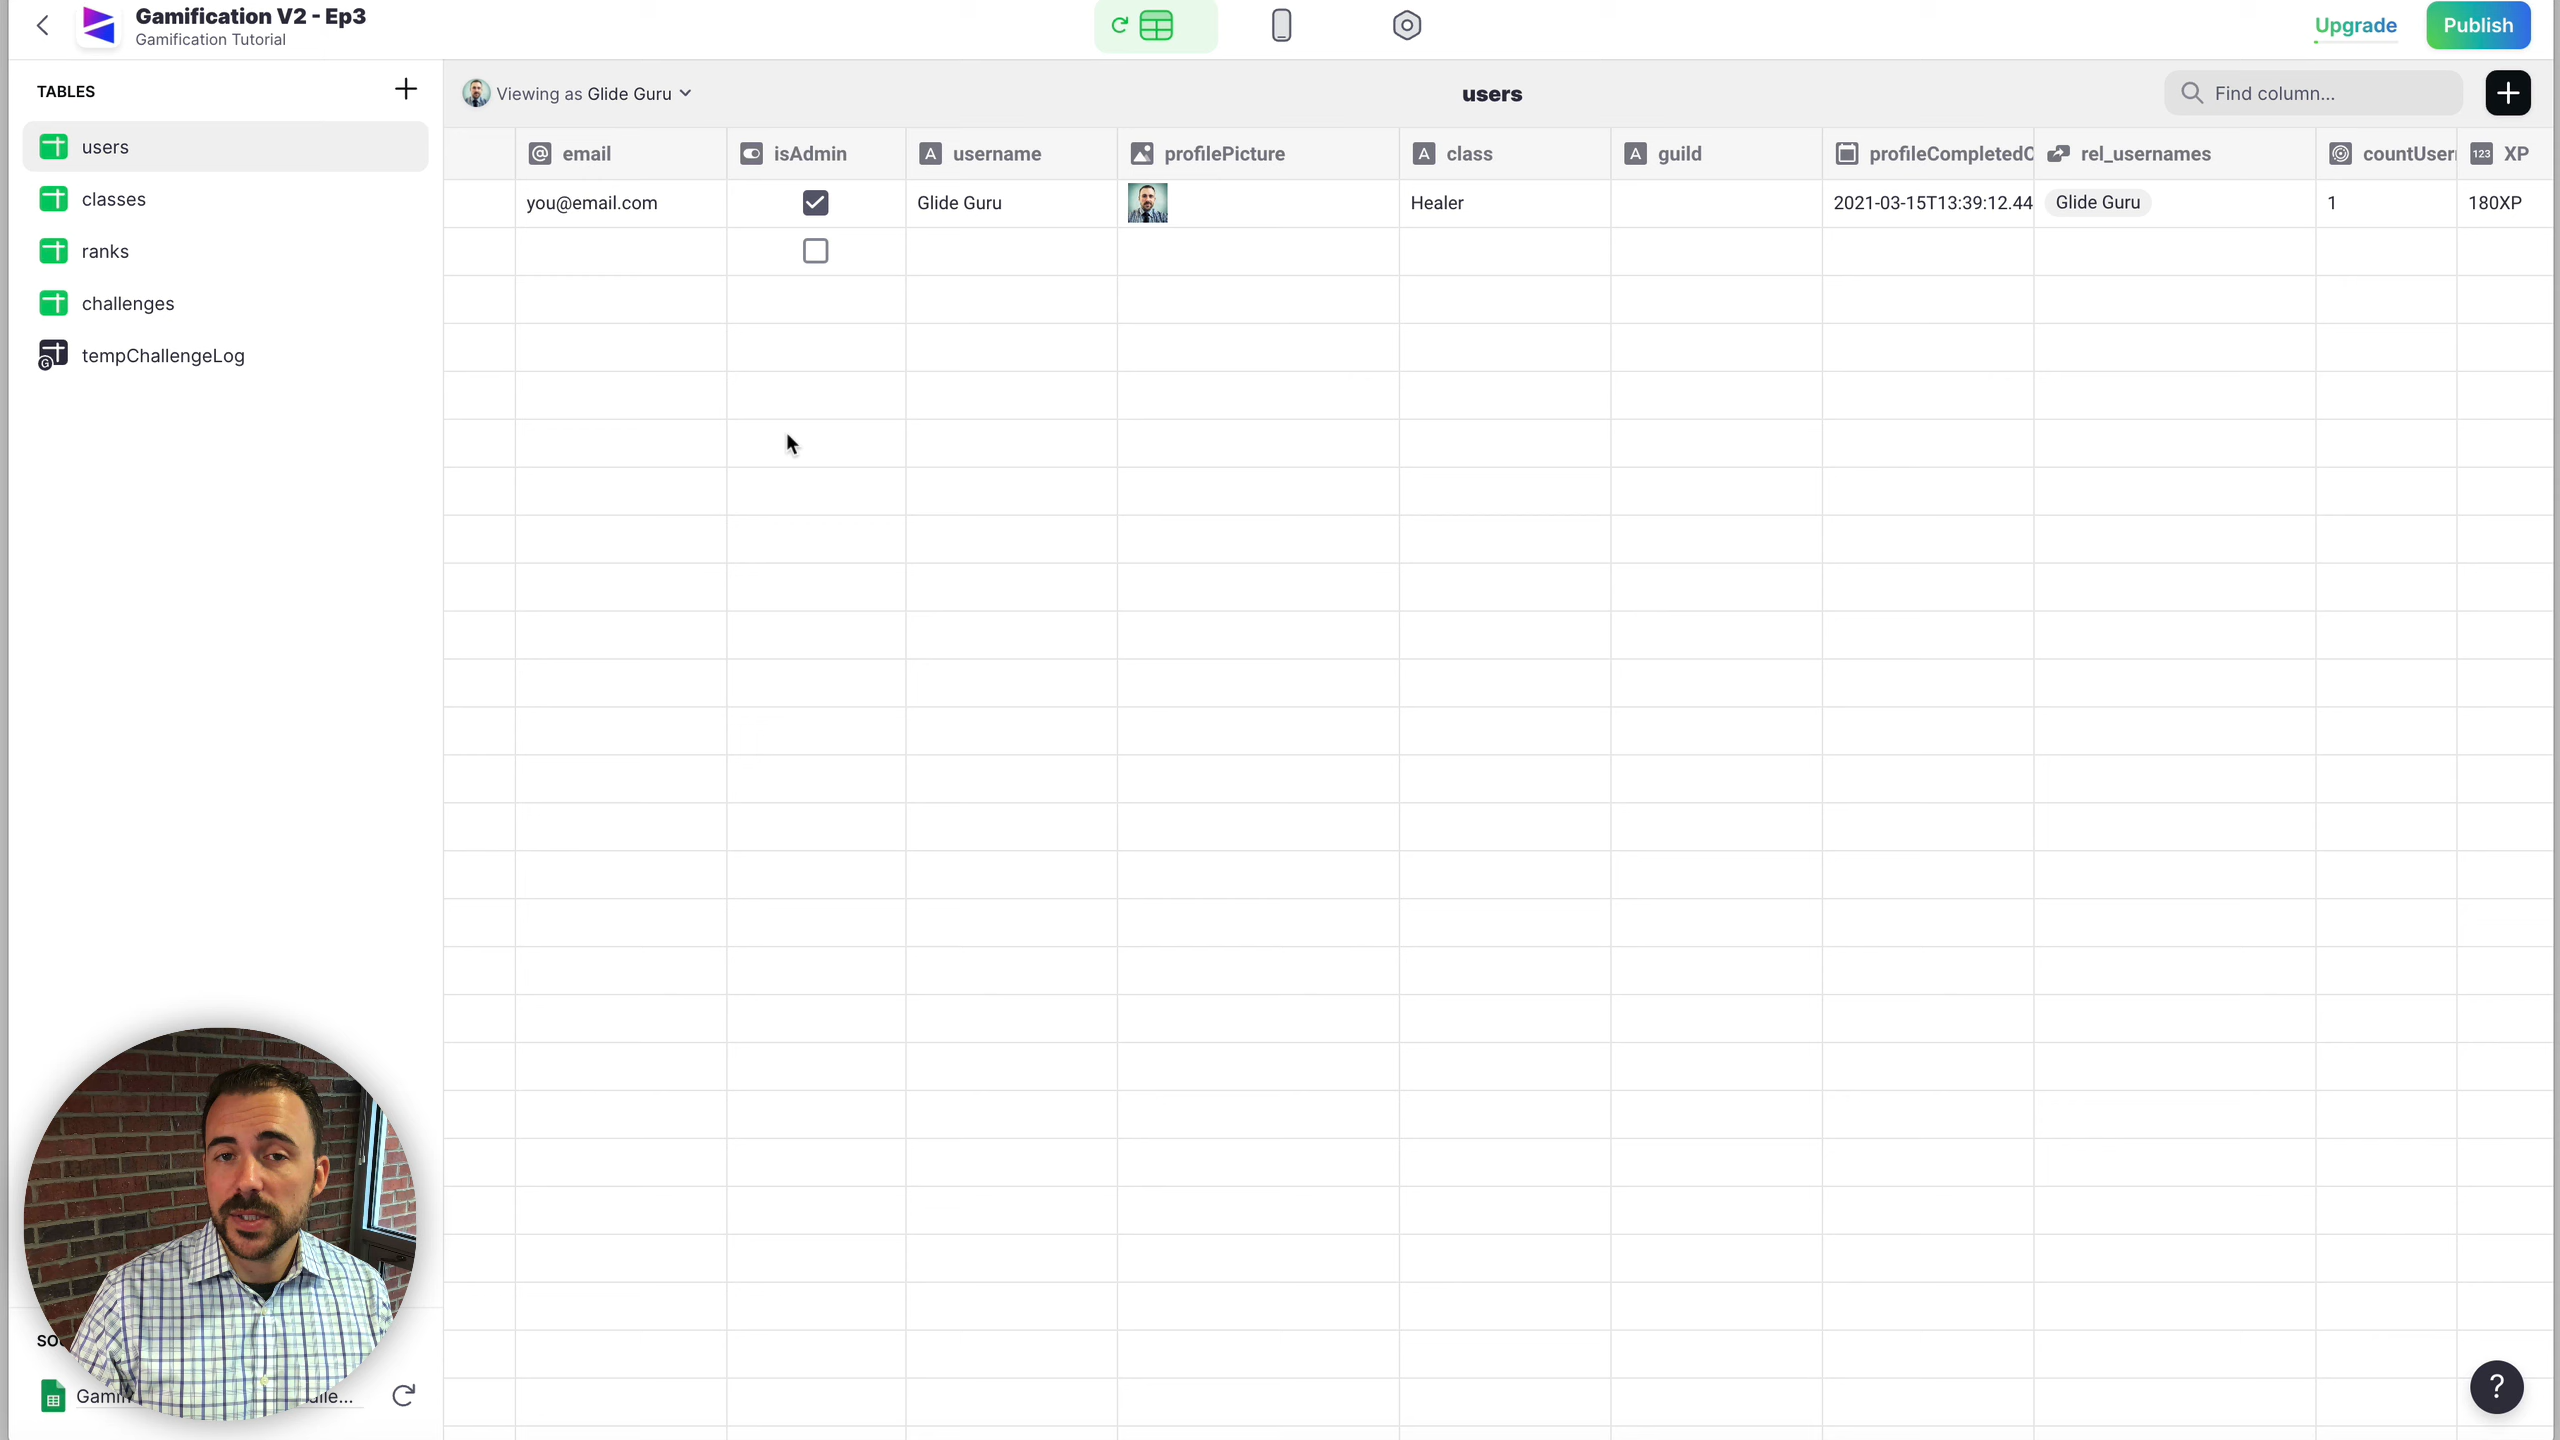 Gamification V2 - Ep3
Gamification Tutorial
Upgrade
Publish
TABLES
Viewing as Glide Guru
users
Find column...
users
classes
ranks
challenges
tempChallengeLog
email
isAdmin
username
profilePicture
class
guild
profileCompletedO
rel_usernames
countUser
123 XP
you@email.com
Glide Guru
Healer
2021-03-15T13:39:12.44
Glide Guru
1
180XP
?